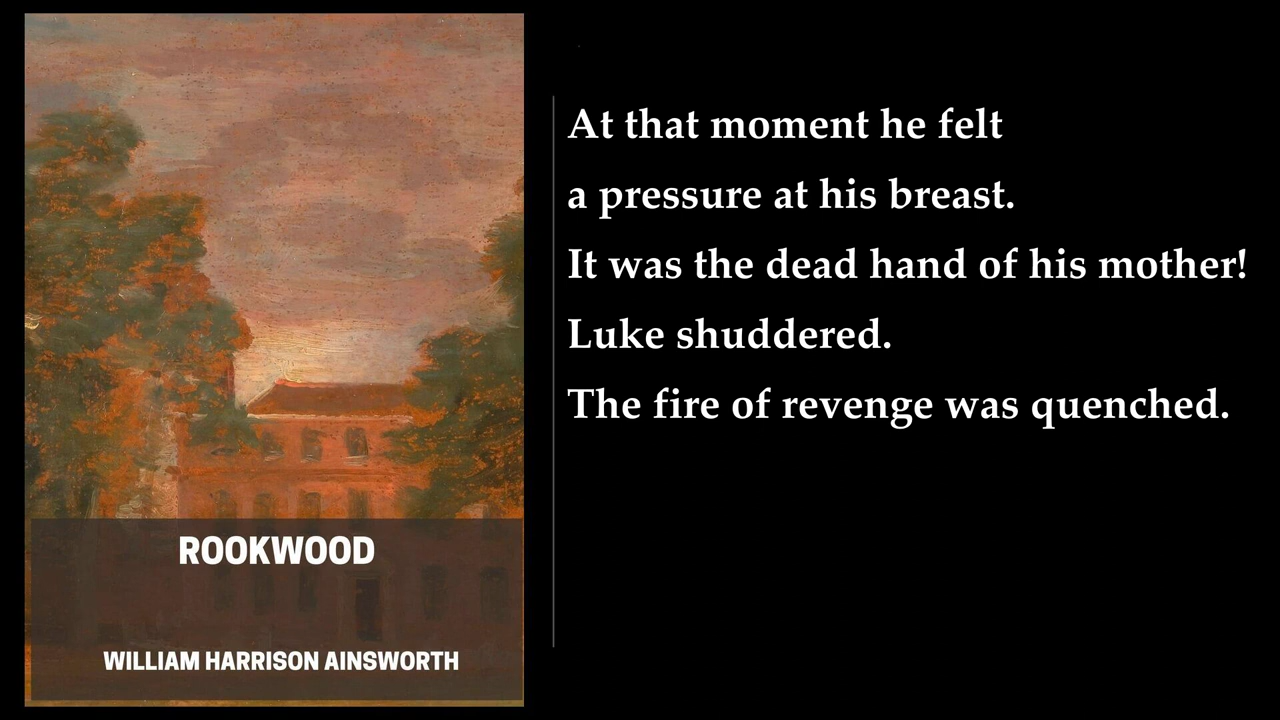 At that moment he felt
a pressure at his breast.
It was the dead hand of his mother!
Luke shuddered.
The fire of revenge was quenched.
ROOKWOOD
WILLIAM HARRISON AINSWORTH